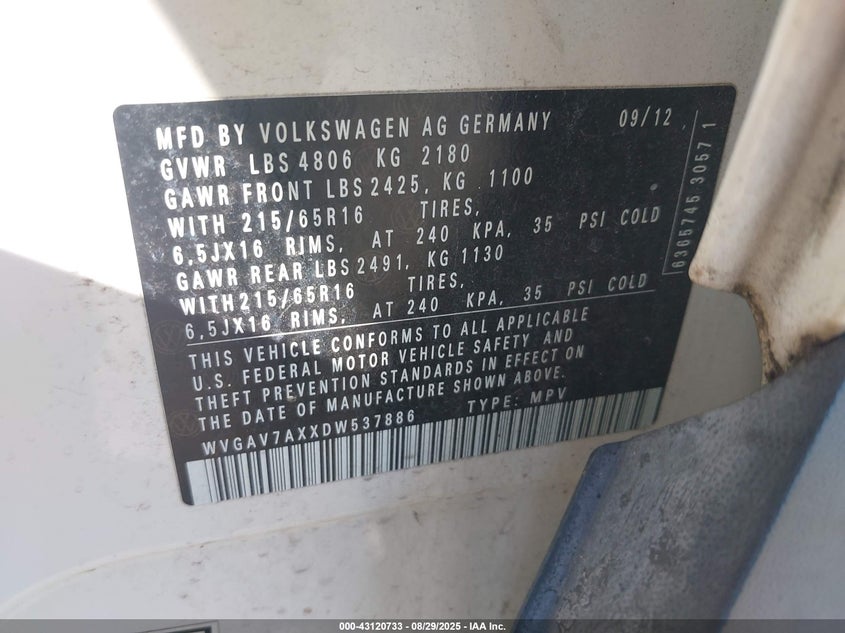 MFD BY VOLKSWAGEN AG GERMANY 09/12
GVWR LBS 4806 KG 2180
GAWR FRONT LBS 2425, KG 1100
WITH 215/65R16 TIRES,
6,5JX16 RIMS, AT 240 KPA, 35 PSI COLD
GAWR REAR LBS 2491, KG 1130
WITH 215/65R16 TIRES,
6,5JX16 RIMS, AT 240 KPA, 35 PSI COLD
THIS VEHICLE CONFORMS TO ALL APPLICABLE
U.S. FEDERAL MOTOR VEHICLE SAFETY AND
THEFT PREVENTION STANDARDS IN EFFECT ON
THE DATE OF MANUFACTURE SHOWN ABOVE.
WVGAV7AXXDW537886 TYPE: MPV
6365745 3057 1
000-43120733 - 08/29/2025 - IAA Inc.